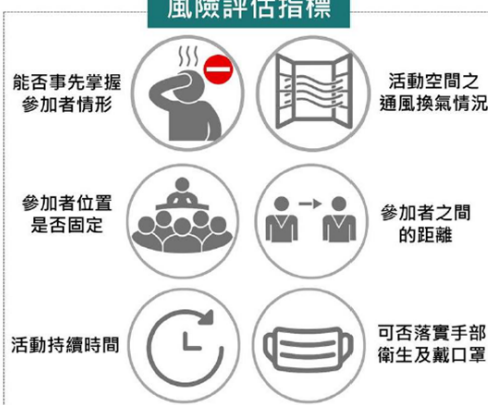 風險評估指標
能否事先掌握
參加者情形
活動空間之
通風換氣情況
參加者位置
是否固定
參加者之間
的距離
活動持續時間
可否落實手部
衛生及戴口罩